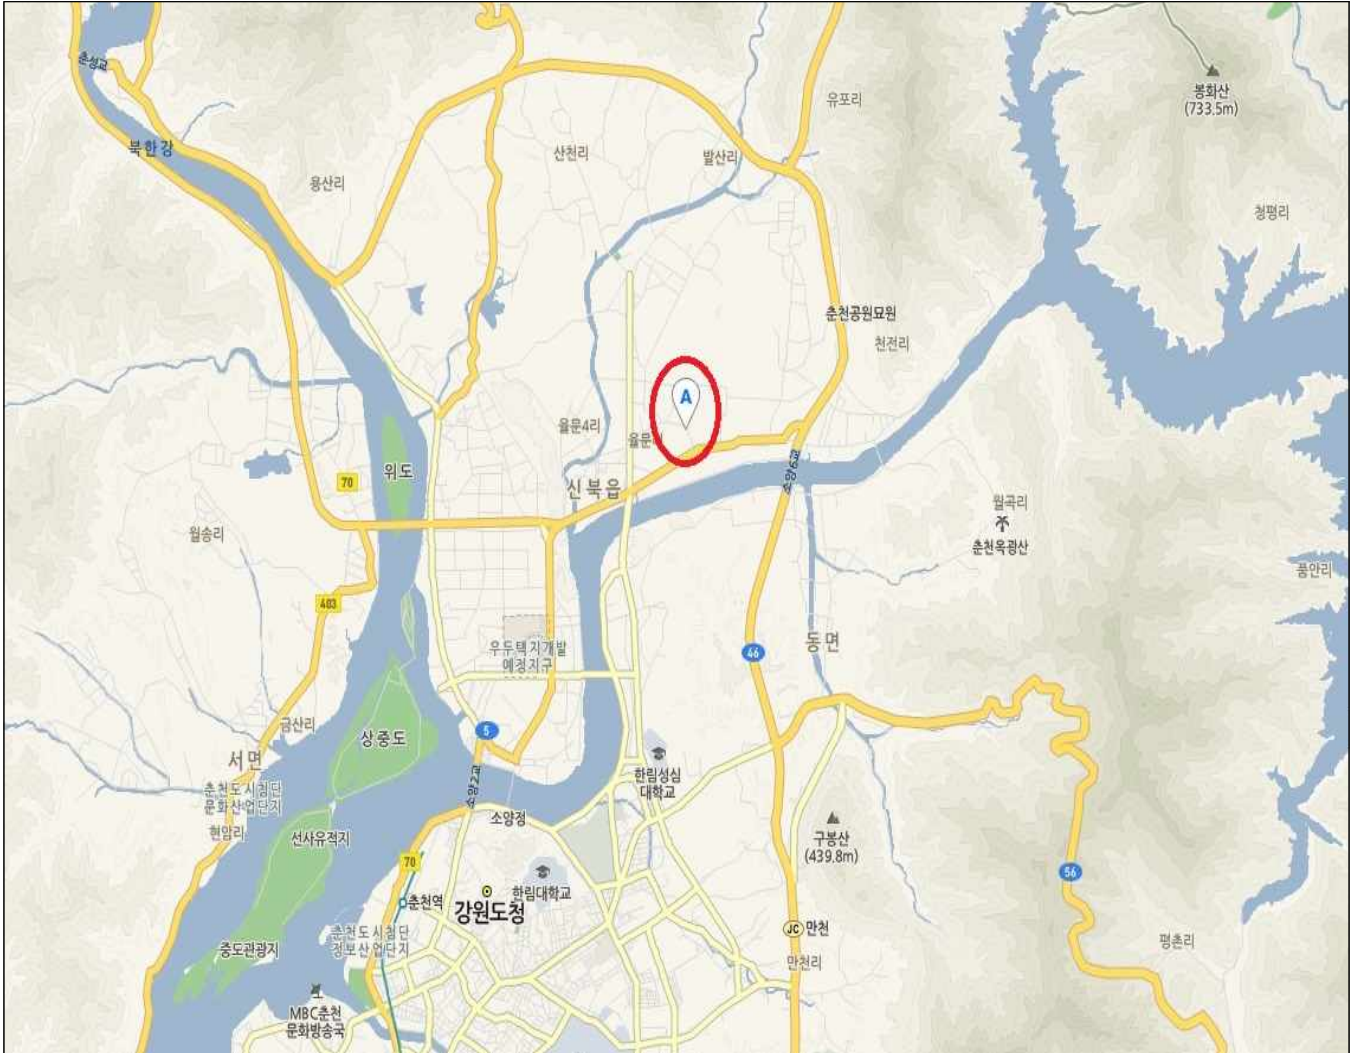 춘성교
봉화산
(733.5m)
유포리
북한강
산천리
발산리
용산리
청평리
춘천공원묘원
천전리
A
율문4리
위도
70
신북읍
소양6교
월송리
월곡리
춘천옥광산
풍안리
403
우두택지개발
예정지구
동면
46
금산리
5
상중도
서면
춘천도시첨단
문화산업단지
한림성심
대학교
소양2교
현암리
선사유적지
소양정
구봉산
(439.8m)
70
56
한림대학교
춘천역
강원도청
춘천도시첨단
정보산업단지
JC 만천
중도관광지
만천리
평촌리
MBC춘천
문화방송국